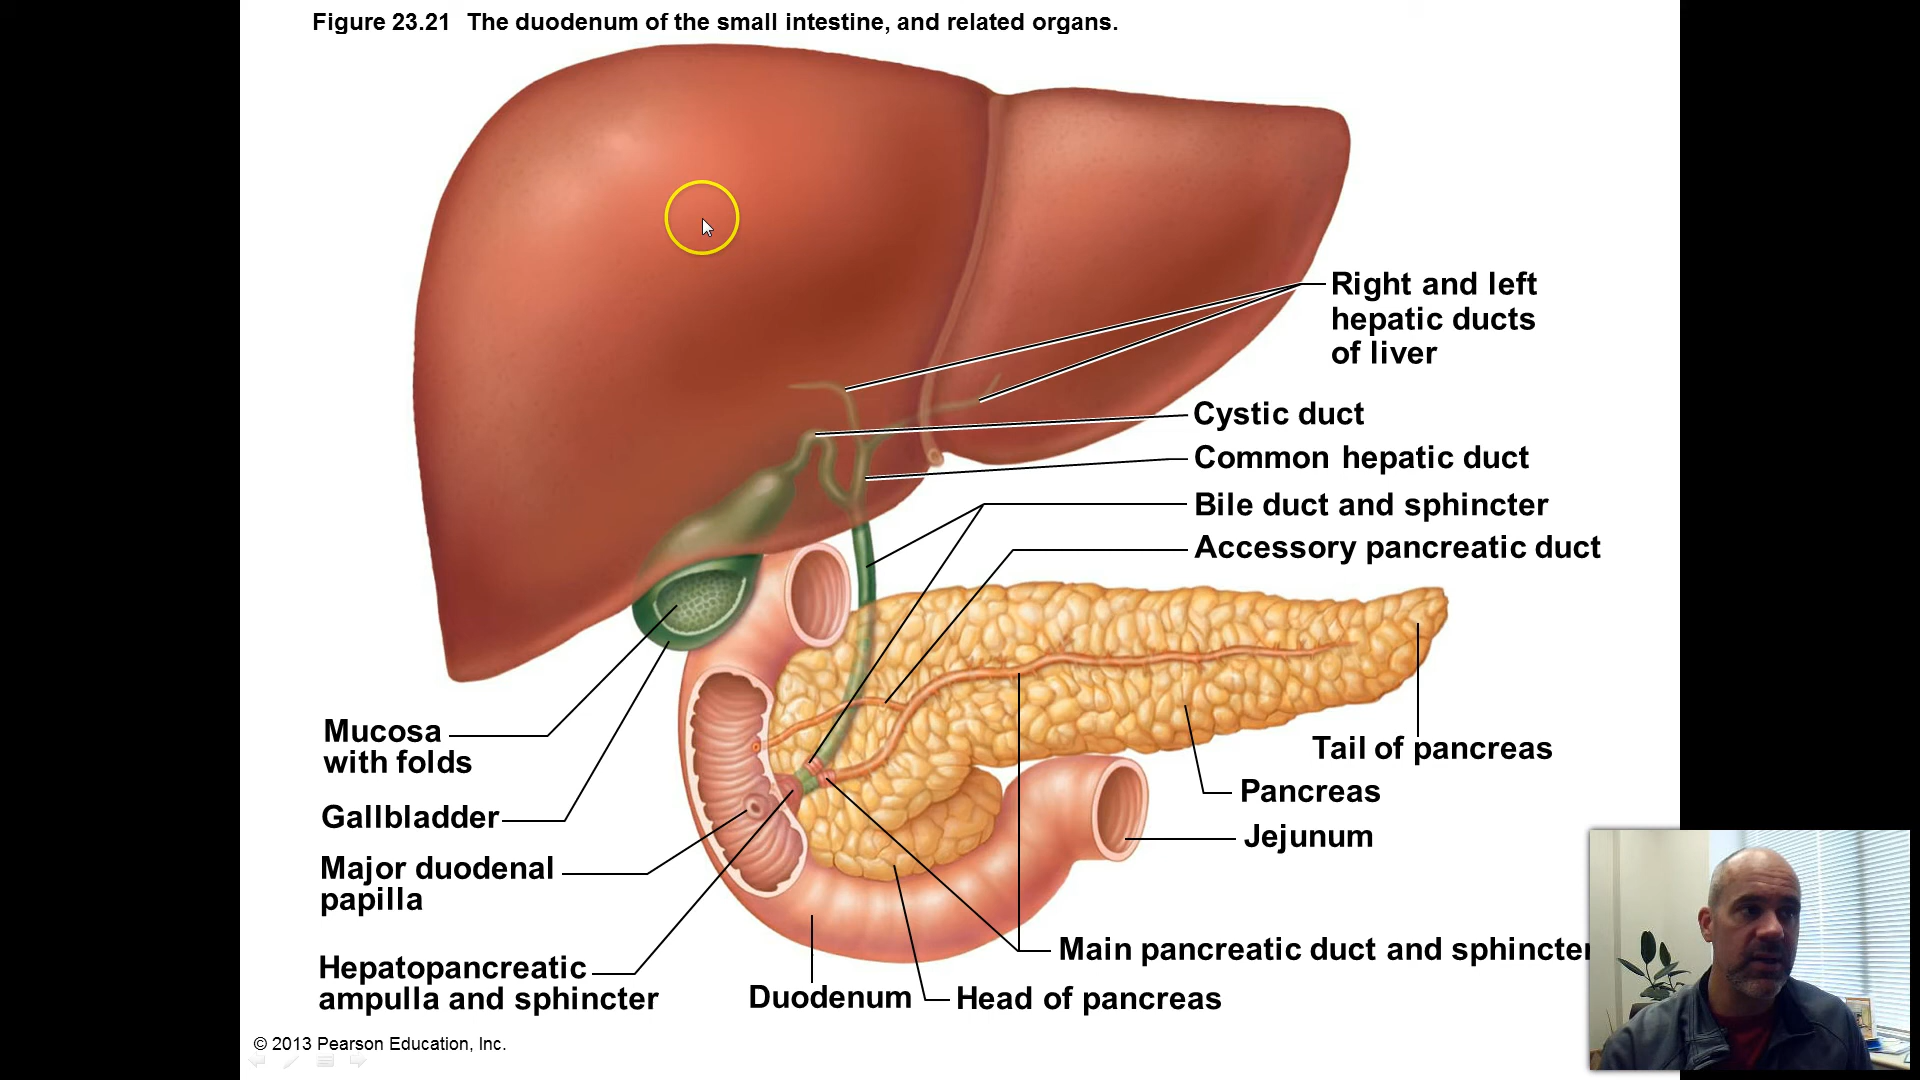 Figure 23.21 The duodenum of the small intestine, and related organs.
Right and left
hepatic ducts
of liver
Cystic duct
Common hepatic duct
Bile duct and sphincter
Accessory pancreatic duct
Mucosa
with folds
Tail of pancreas
Pancreas
Gallbladder
Jejunum
Major duodenal
papilla
Main pancreatic duct and sphincter
Hepatopancreatic
ampulla and sphincter
Duodenum
Head of pancreas
© 2013 Pearson Education, Inc.